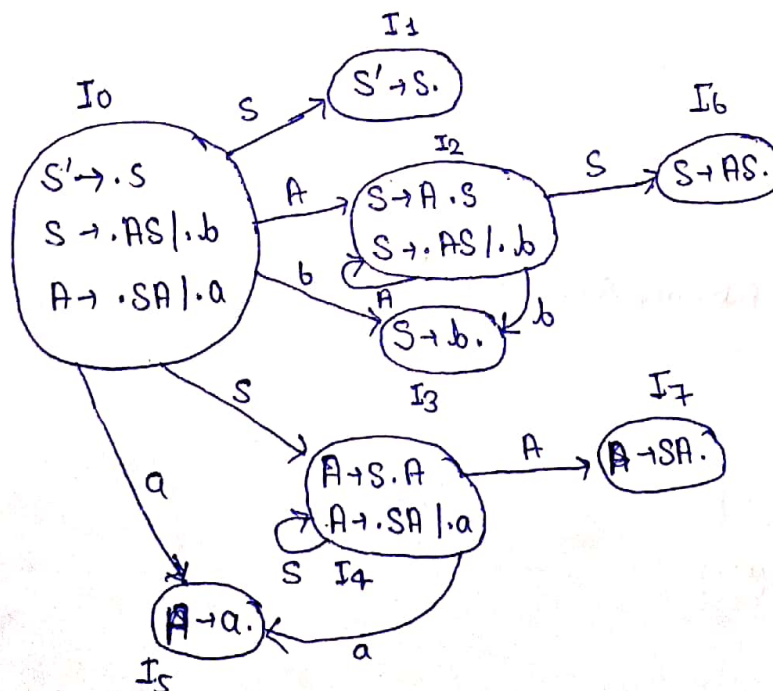 I1
S' → S.
I0
S
I6
S' → .S
S → .AS | .b
A → .SA | .a
A
I2
S → A.S
S → .AS | .b
A
S
S → AS.
b
b
S → b.
I3
S
I7
a
A → S.A
A → .SA | .a
A
A → SA.
S
I4
A → a.
a
I5